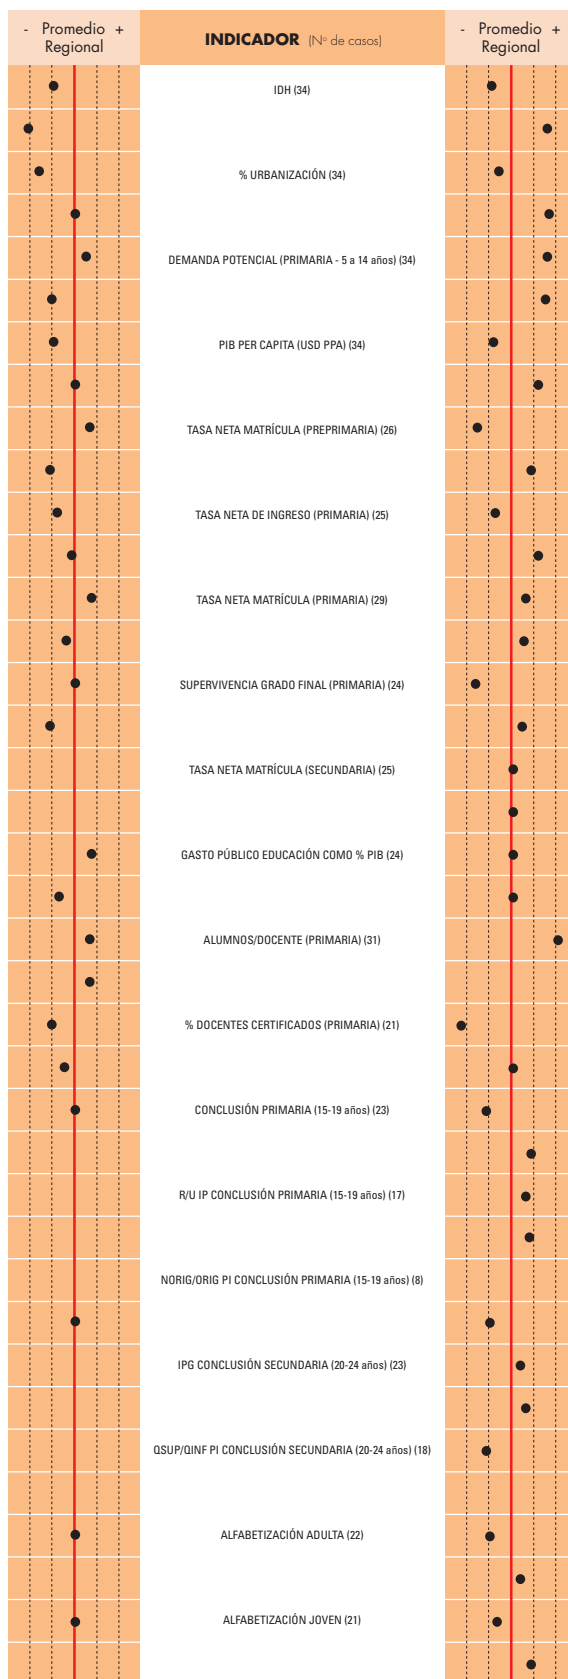 - Promedio +
Regional
INDICADOR (Nº de casos)
- Promedio +
Regional
IDH (34)
% URBANIZACIÓN (34)
DEMANDA POTENCIAL (PRIMARIA - 5 a 14 años) (34)
PIB PER CAPITA (USD PPA) (34)
TASA NETA MATRÍCULA (PREPRIMARIA) (26)
TASA NETA DE INGRESO (PRIMARIA) (25)
TASA NETA MATRÍCULA (PRIMARIA) (29)
SUPERVIVENCIA GRADO FINAL (PRIMARIA) (24)
TASA NETA MATRÍCULA (SECUNDARIA) (25)
GASTO PÚBLICO EDUCACIÓN COMO % PIB (24)
ALUMNOS/DOCENTE (PRIMARIA) (31)
% DOCENTES CERTIFICADOS (PRIMARIA) (21)
CONCLUSIÓN PRIMARIA (15-19 años) (23)
R/U IP CONCLUSIÓN PRIMARIA (15-19 años) (17)
NORIG/ORIG PI CONCLUSIÓN PRIMARIA (15-19 años) (8)
IPG CONCLUSIÓN SECUNDARIA (20-24 años) (23)
QSUP/QINF PI CONCLUSIÓN SECUNDARIA (20-24 años) (18)
ALFABETIZACIÓN ADULTA (22)
ALFABETIZACIÓN JOVEN (21)